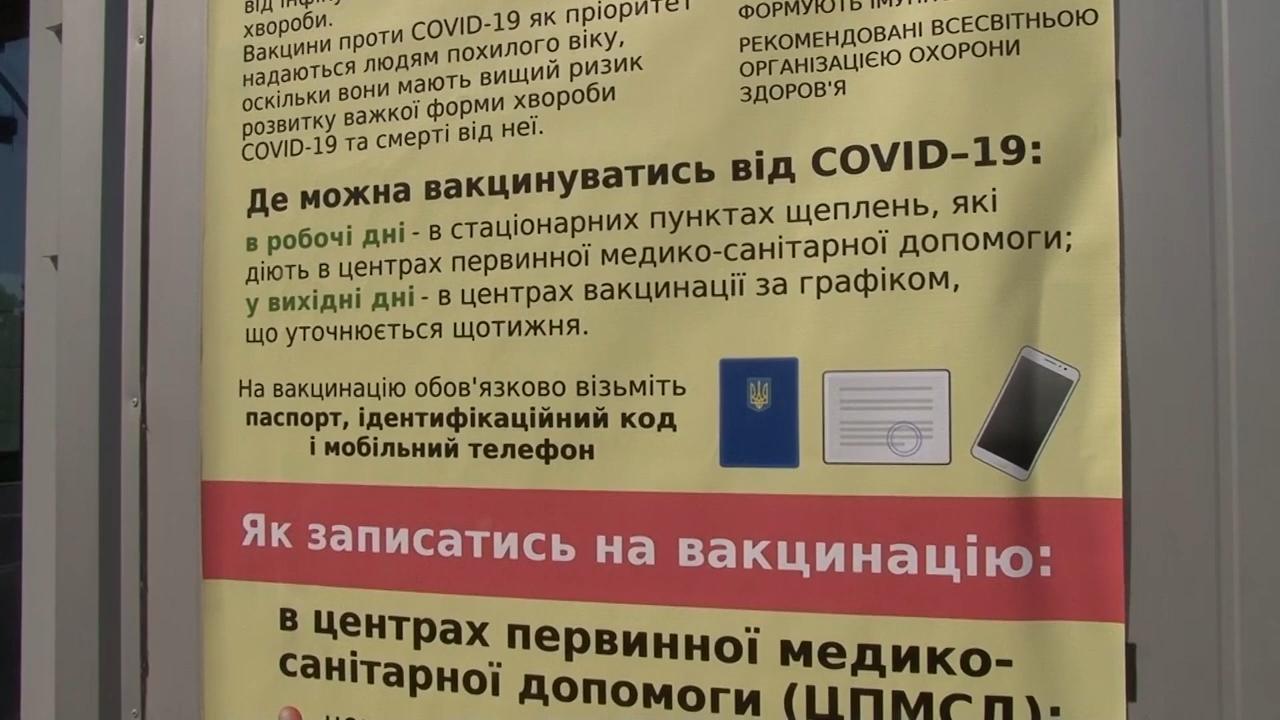 хвороби.
Вакцини проти COVID-19 як пріоритет
надаються людям похилого віку,
оскільки вони мають вищий ризик
розвитку важкої форми хвороби
COVID-19 та смерті від неї.
ФОРМУЮТЬ
РЕКОМЕНДОВАНІ ВСЕСВІТНЬОЮ
ОРГАНІЗАЦІЄЮ ОХОРОНИ
ЗДОРОВ'Я
Де можна вакцинуватись від COVID–19:
в робочі дні - в стаціонарних пунктах щеплень, які
діють в центрах первинної медико-санітарної допомоги;
у вихідні дні - в центрах вакцинації за графіком,
що уточнюється щотижня.
На вакцинацію обов'язково візьміть
паспорт, ідентифікаційний код
і мобільний телефон
Як записатись на вакцинацію:
в центрах первинної медико–
санітарної допомоги (ЦПМСД):